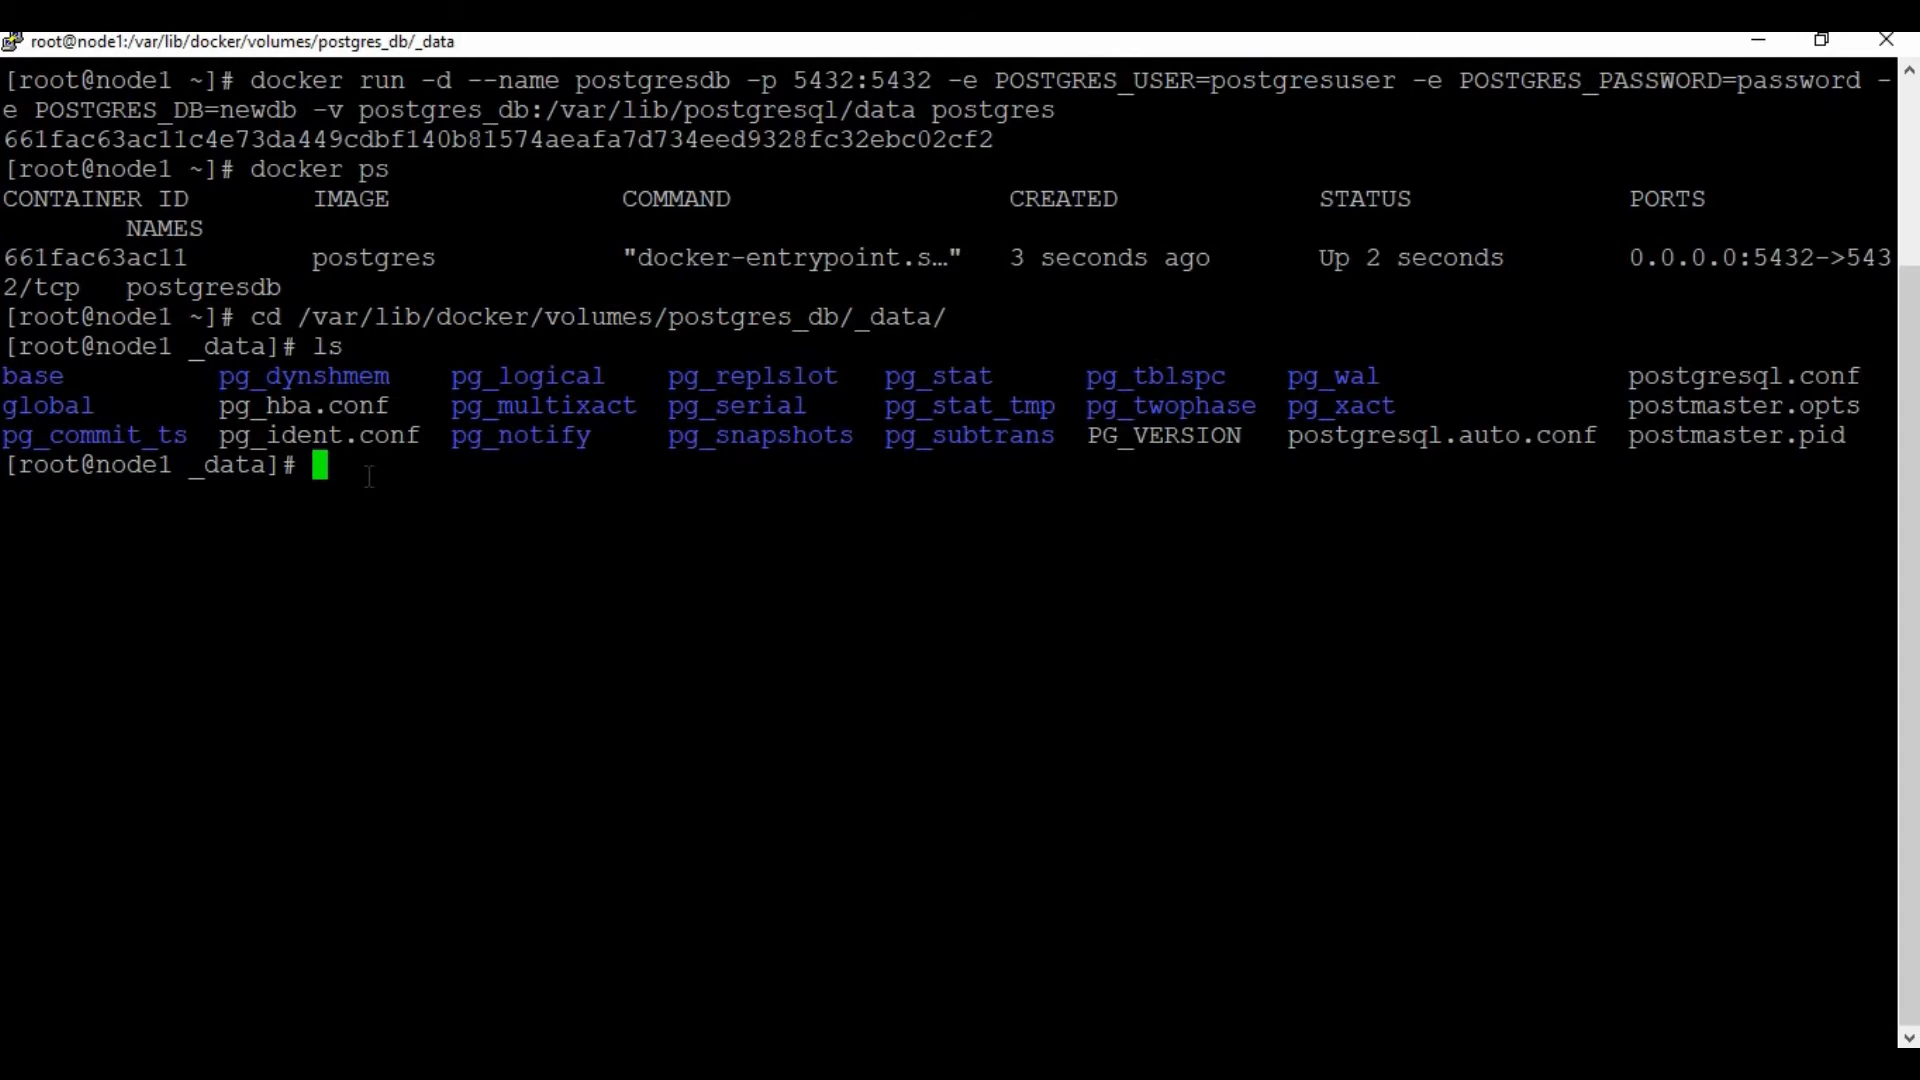 root@node1:/var/lib/docker/volumes/postgres_db/_data
[root@node1 ~]# docker run -d --name postgresdb -p 5432:5432 -e POSTGRES_USER=postgresuser -e POSTGRES_PASSWORD=password -
e POSTGRES_DB=newdb -v postgres_db:/var/lib/postgresql/data postgres
661fac63ac11c4e73da449cdbf140b81574aeafa7d734eed9328fc32ebc02cf2
[root@node1 ~]# docker ps
CONTAINER ID        IMAGE               COMMAND                  CREATED             STATUS              PORTS
        NAMES
661fac63ac11        postgres            "docker-entrypoint.s…"   3 seconds ago       Up 2 seconds        0.0.0.0:5432->543
2/tcp   postgresdb
[root@node1 ~]# cd /var/lib/docker/volumes/postgres_db/_data/
[root@node1 _data]# ls
base          pg_dynshmem    pg_logical    pg_replslot   pg_stat      pg_tblspc    pg_wal                postgresql.conf
global        pg_hba.conf    pg_multixact  pg_serial     pg_stat_tmp  pg_twophase  pg_xact               postmaster.opts
pg_commit_ts  pg_ident.conf  pg_notify     pg_snapshots  pg_subtrans  PG_VERSION   postgresql.auto.conf  postmaster.pid
[root@node1 _data]#